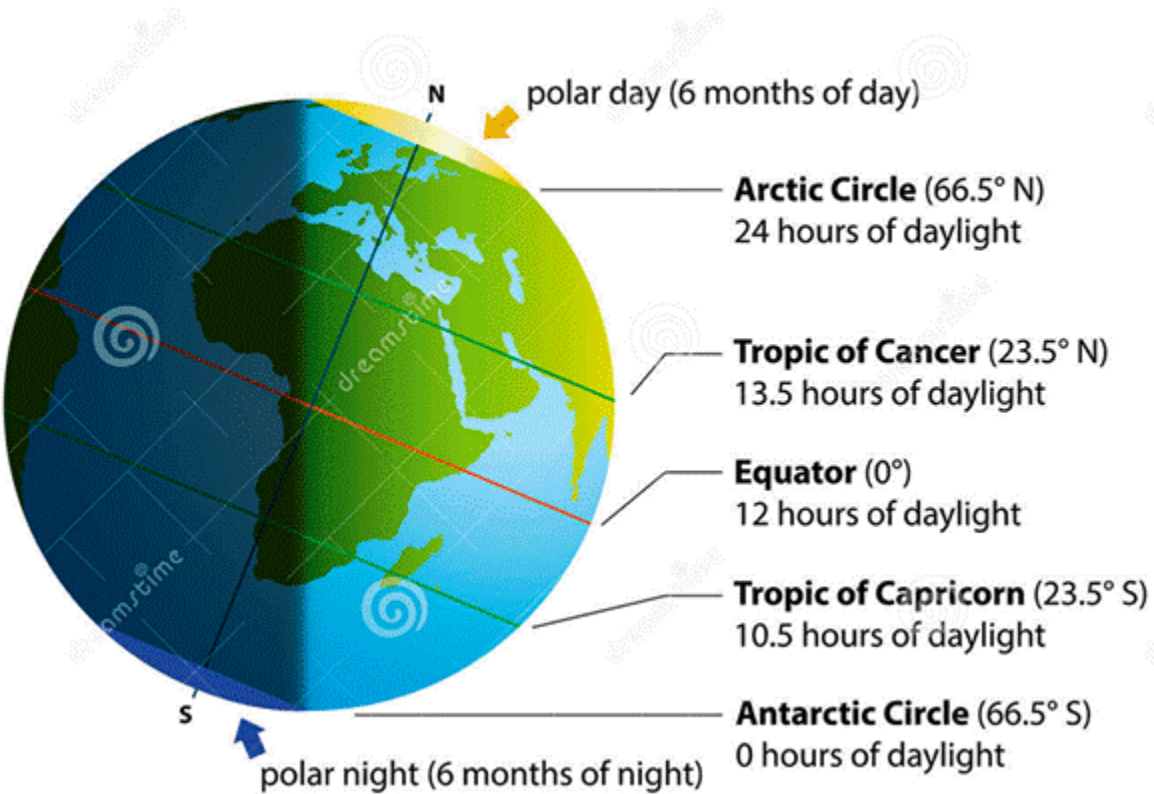 N
polar day (6 months of day)
Arctic Circle (66.5° N)
24 hours of daylight
Tropic of Cancer (23.5° N)
13.5 hours of daylight
dreamstime
Equator (0°)
12 hours of daylight
Tropic of Capricorn (23.5° S)
10.5 hours of daylight
dreamstime
S
Antarctic Circle (66.5° S)
0 hours of daylight
polar night (6 months of night)